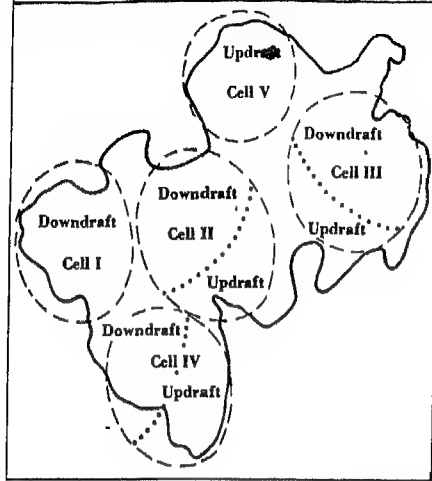 Updraft
Cell V
Downdraft
Cell III
Updraft
Downdraft
Cell II
Updraft
Downdraft
Cell I
Downdraft
Cell IV
Updraft